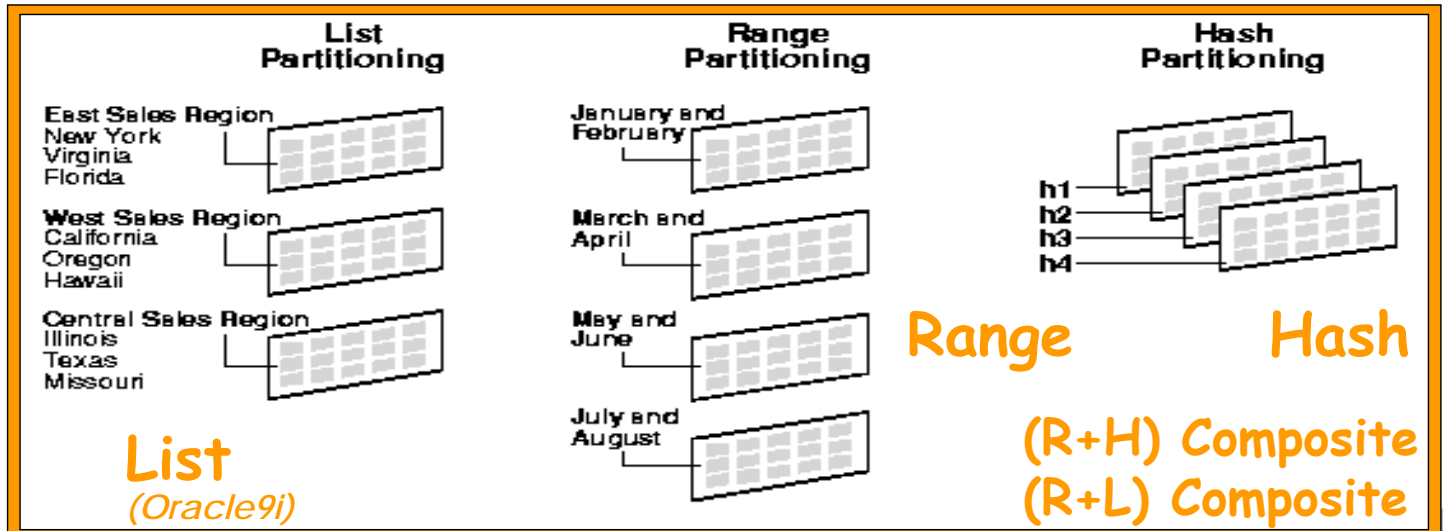 List
Partitioning
East Sales Region
New York
Virginia
Florida
West Sales Region
California
Oregon
Hawaii
Central Sales Region
Illinois
Texas
Missouri
List
(Oracle9i)
Range
Partitioning
January and
February
March and
April
May and
June
July and
August
Range
Hash
Partitioning
h1
h2
h3
h4
Hash
(R+H) Composite
(R+L) Composite